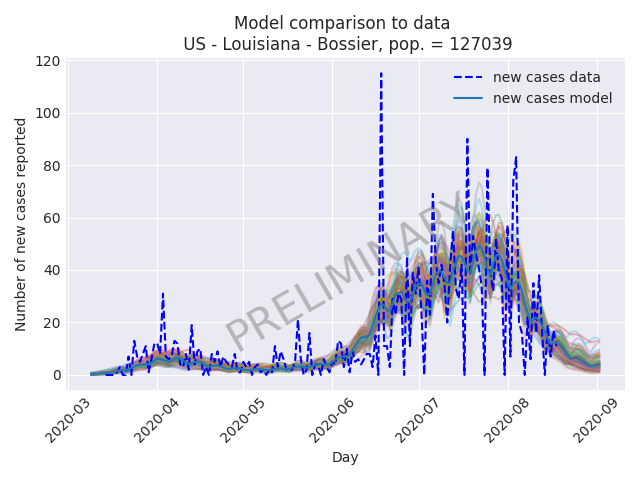 Model comparison to data
US - Louisiana - Bossier, pop. = 127039
120
100
80
60
40
20
0
Number of new cases reported
new cases data
new cases model
PRELIMINARY
2020-03
2020-04
2020-05
2020-06
2020-07
2020-08
2020-09
Day